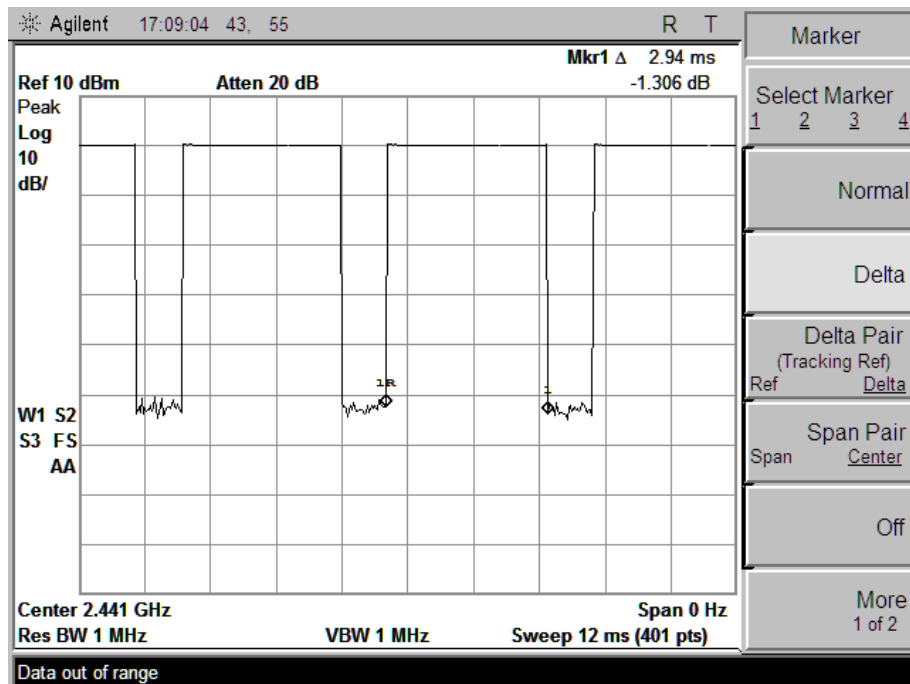 Agilent 17:09:04 43, 55 R T
Mkr1 Δ 2.94 ms
Ref 10 dBm Atten 20 dB -1.306 dB
Peak
Log
10
dB/
1R
1
W1 S2
S3 FS
AA
Center 2.441 GHz Span 0 Hz
Res BW 1 MHz VBW 1 MHz Sweep 12 ms (401 pts)
Data out of range
Marker
Select Marker
1 2 3 4
Normal
Delta
Delta Pair
(Tracking Ref)
Ref Delta
Span Pair
Span Center
Off
More
1 of 2